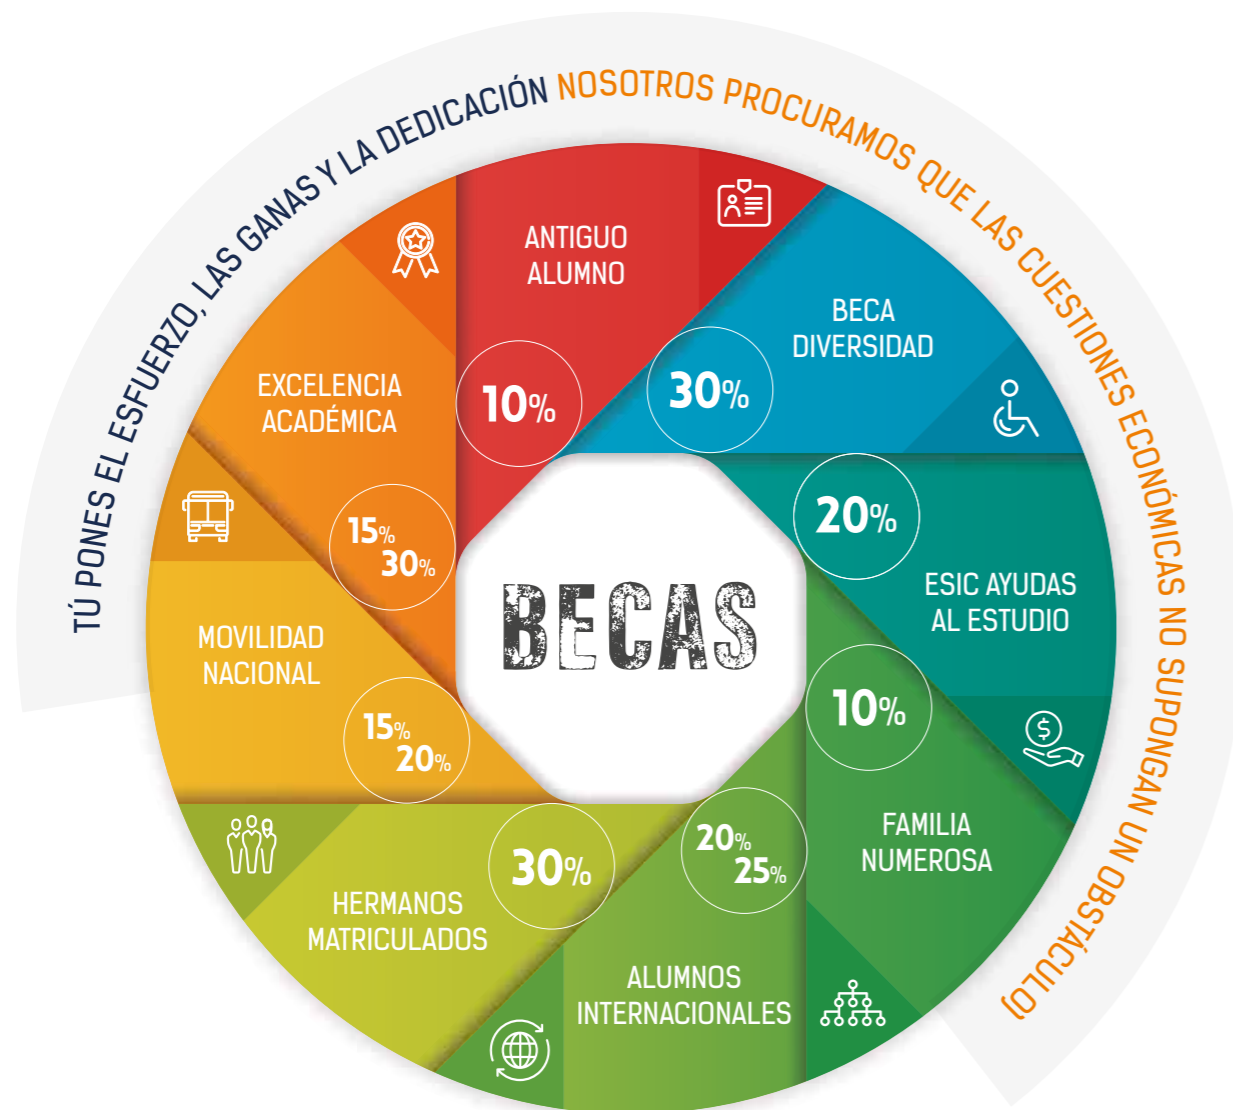 TÚ PONES EL ESFUERZO, LAS GANAS Y LA DEDICACIÓN NOSOTROS PROCURAMOS QUE LAS CUESTIONES ECONÓMICAS NO SUPONGAN UN OBSTÁCULO)
ANTIGUO
ALUMNO
10%
BECA
DIVERSIDAD
30%
20%
ESIC AYUDAS
AL ESTUDIO
$
10%
FAMILIA
NUMEROSA
20%
25%
ALUMNOS
INTERNACIONALES
30%
HERMANOS
MATRICULADOS
MOVILIDAD
NACIONAL
15%
20%
EXCELENCIA
ACADÉMICA
15%
30%
BECAS